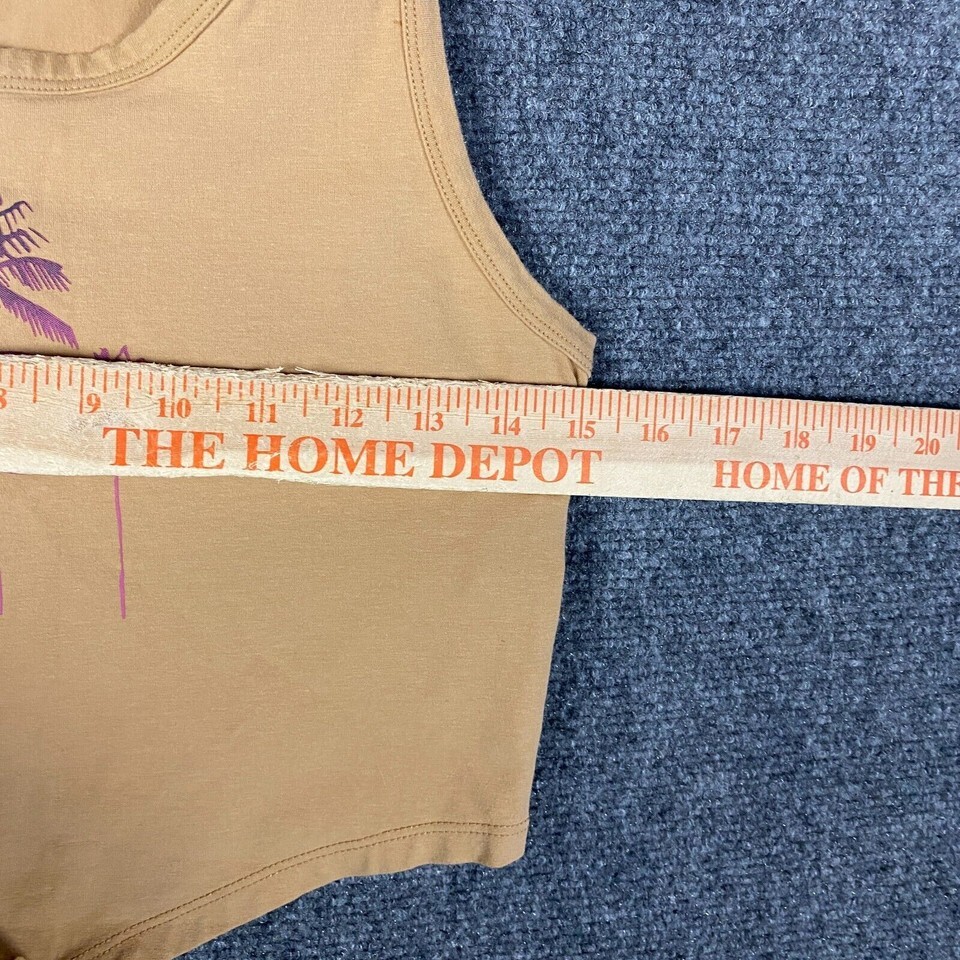 8 9 10 11 12 13 14 15 16 17 18 19 20
THE HOME DEPOT HOME OF THE